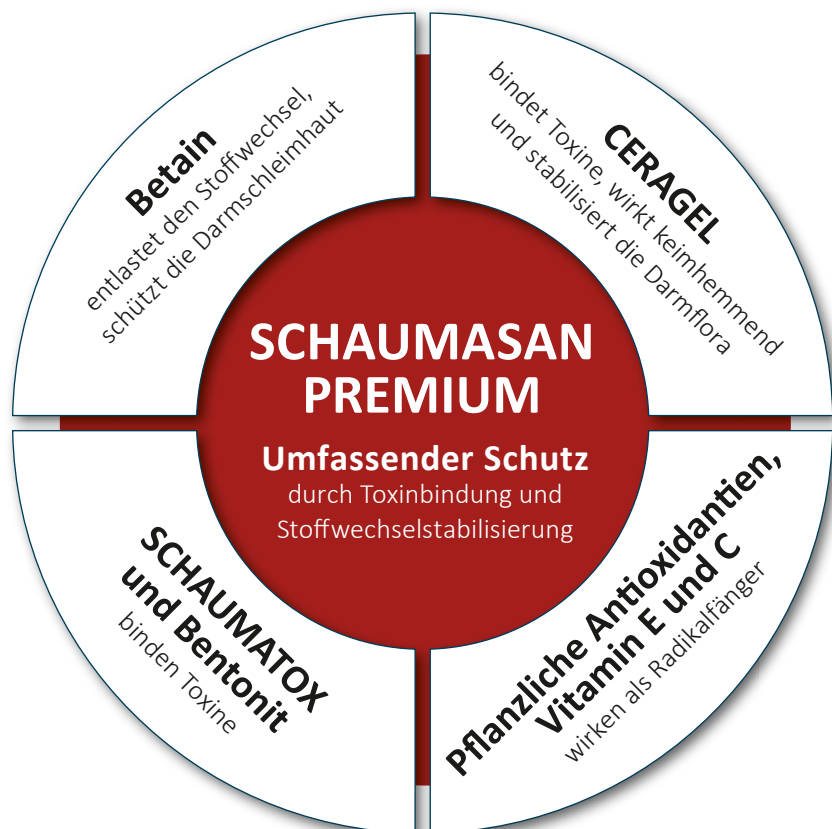 Betain
entlastet den Stoffwechsel,
schützt die Darmschleimhaut
CERAGEL
bindet Toxine, wirkt keimhemmend
und stabilisiert die Darmflora
SCHAUMASAN
PREMIUM
Umfassender Schutz
durch Toxinbindung und
Stoffwechselstabilisierung
SCHAUMATOX
und Bentonit
binden Toxine
Pflanzliche Antioxidantien,
Vitamin E und C
wirken als Radikalfänger